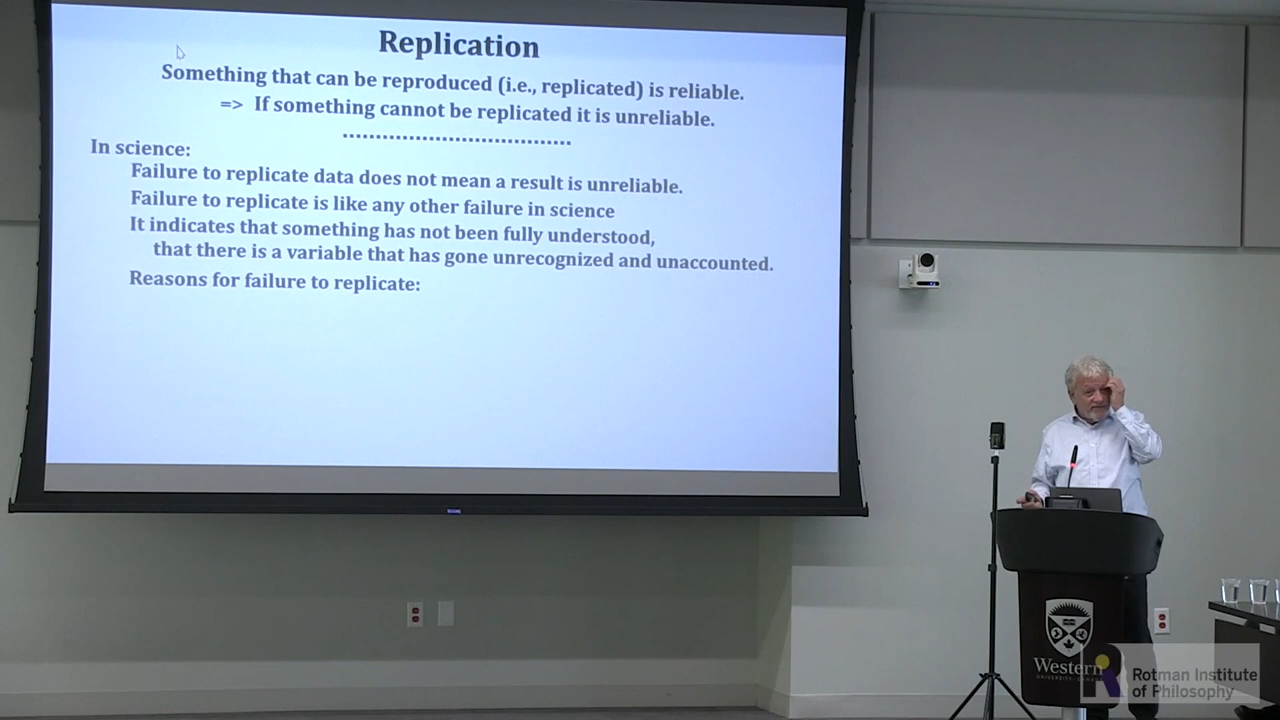 Replication
Something that can be reproduced (i.e., replicated) is reliable.
=> If something cannot be replicated it is unreliable.
..................................
In science:
Failure to replicate data does not mean a result is unreliable.
Failure to replicate is like any other failure in science
It indicates that something has not been fully understood,
that there is a variable that has gone unrecognized and unaccounted.
Reasons for failure to replicate:
Western
Rotman Institute
of Philosophy